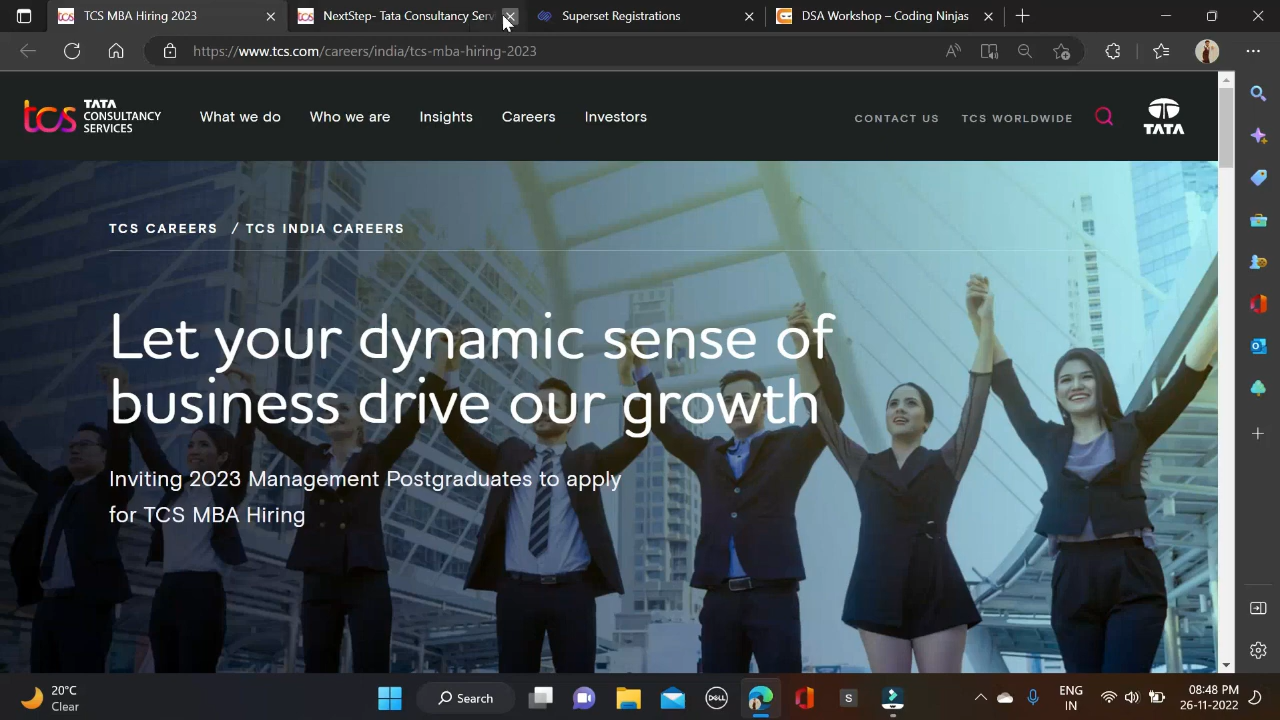 TCS MBA Hiring 2023
NextStep- Tata Consultancy Serv
Superset Registrations
DSA Workshop – Coding Ninjas
https://www.tcs.com/careers/india/tcs-mba-hiring-2023
tcs TATA CONSULTANCY SERVICES
What we do
Who we are
Insights
Careers
Investors
CONTACT US
TCS WORLDWIDE
TATA
TCS CAREERS / TCS INDIA CAREERS
Let your dynamic sense of
business drive our growth
Inviting 2023 Management Postgraduates to apply
for TCS MBA Hiring
20°C
Clear
Search
DELL
S
ENG
IN
08:48 PM
26-11-2022